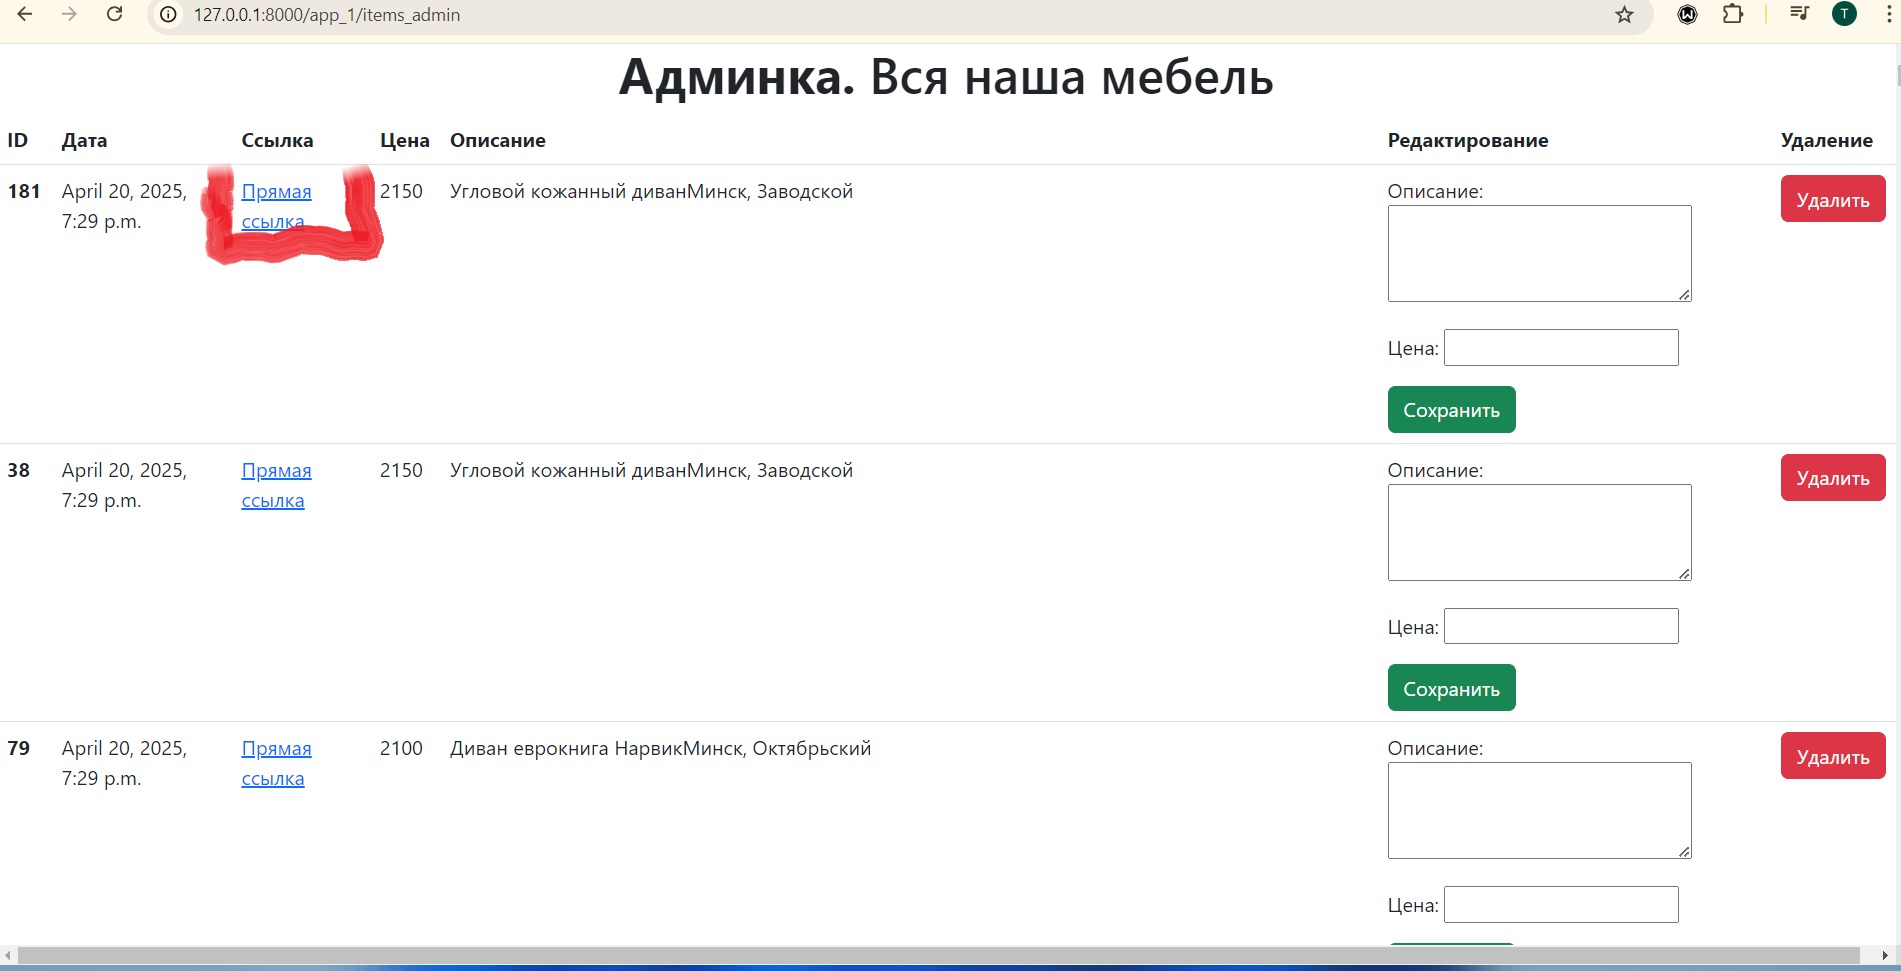 127.0.0.1:8000/app_1/items_admin
T
Админка. Вся наша мебель
ID Дата Ссылка Цена Описание Редактирование Удаление
181 April 20, 2025, Прямая 2150 Угловой кожанный диванМинск, Заводской Описание: Удалить
7:29 p.m. ссылка
Цена:
Сохранить
38 April 20, 2025, Прямая 2150 Угловой кожанный диванМинск, Заводской Описание: Удалить
7:29 p.m. ссылка
Цена:
Сохранить
79 April 20, 2025, Прямая 2100 Диван еврокнига НарвикМинск, Октябрьский Описание: Удалить
7:29 p.m. ссылка
Цена: